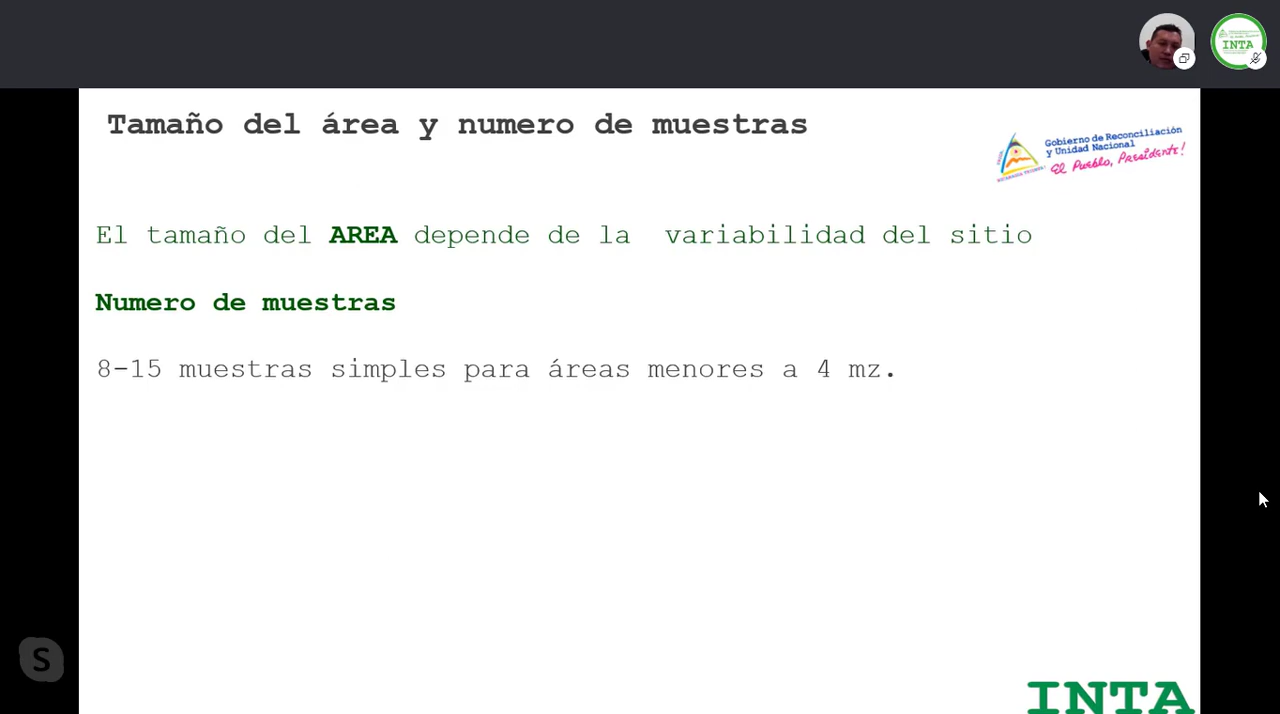 INTA
Tamaño del área y numero de muestras
Gobierno de Reconciliación
y Unidad Nacional
El Pueblo, Presidente!
El tamaño del AREA depende de la variabilidad del sitio
Numero de muestras
8-15 muestras simples para áreas menores a 4 mz.
S
INTA